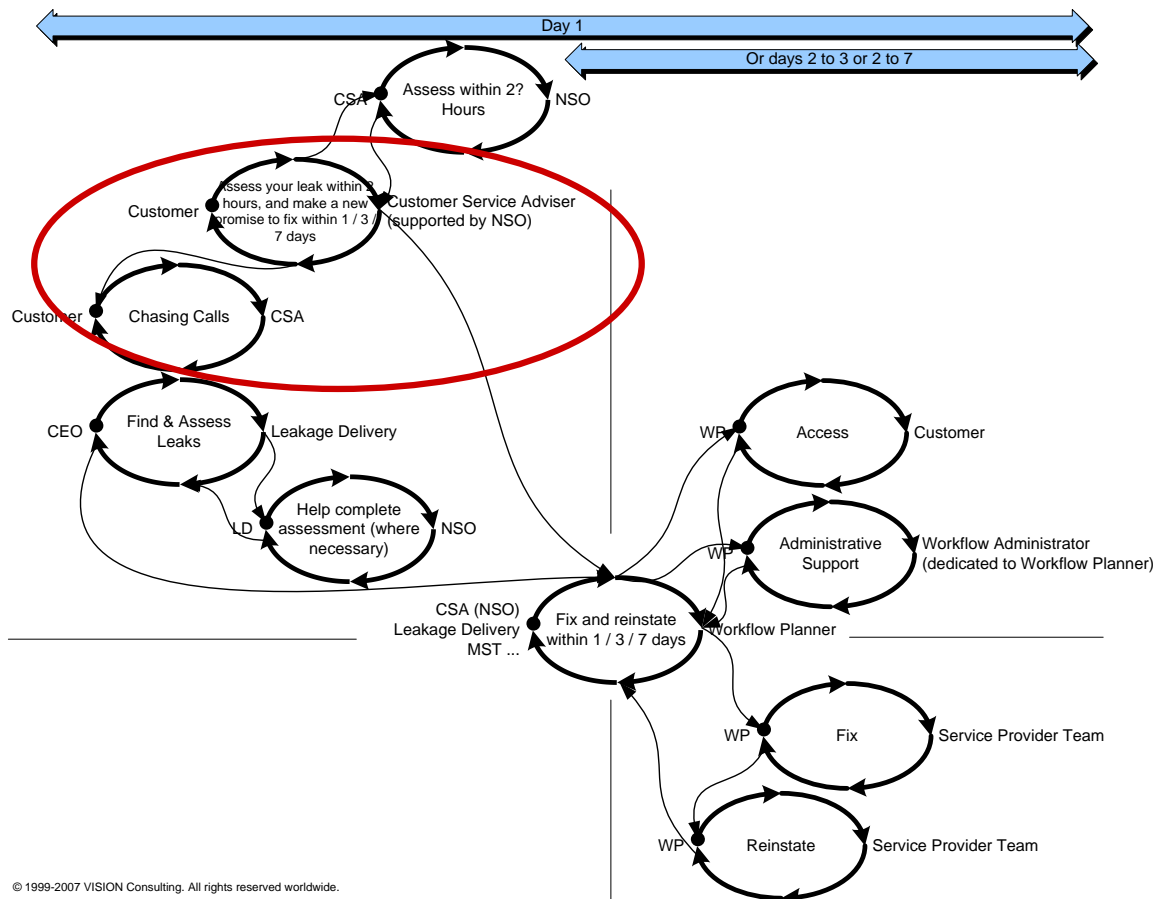 Day 1
Or days 2 to 3 or 2 to 7
CSA
Assess within 2?
Hours
NSO
Customer
Assess your leak within 2
hours, and make a new
promise to fix within 1 / 3 /
7 days
Customer Service Adviser
(supported by NSO)
Customer
Chasing Calls
CSA
CEO
Find & Assess
Leaks
Leakage Delivery
LD
Help complete
assessment (where
necessary)
NSO
WP
Access
Customer
WP
Administrative
Support
Workflow Administrator
(dedicated to Workflow Planner)
CSA (NSO)
Leakage Delivery
MST ...
Fix and reinstate
within 1 / 3 / 7 days
Workflow Planner
WP
Fix
Service Provider Team
WP
Reinstate
Service Provider Team
© 1999-2007 VISION Consulting. All rights reserved worldwide.